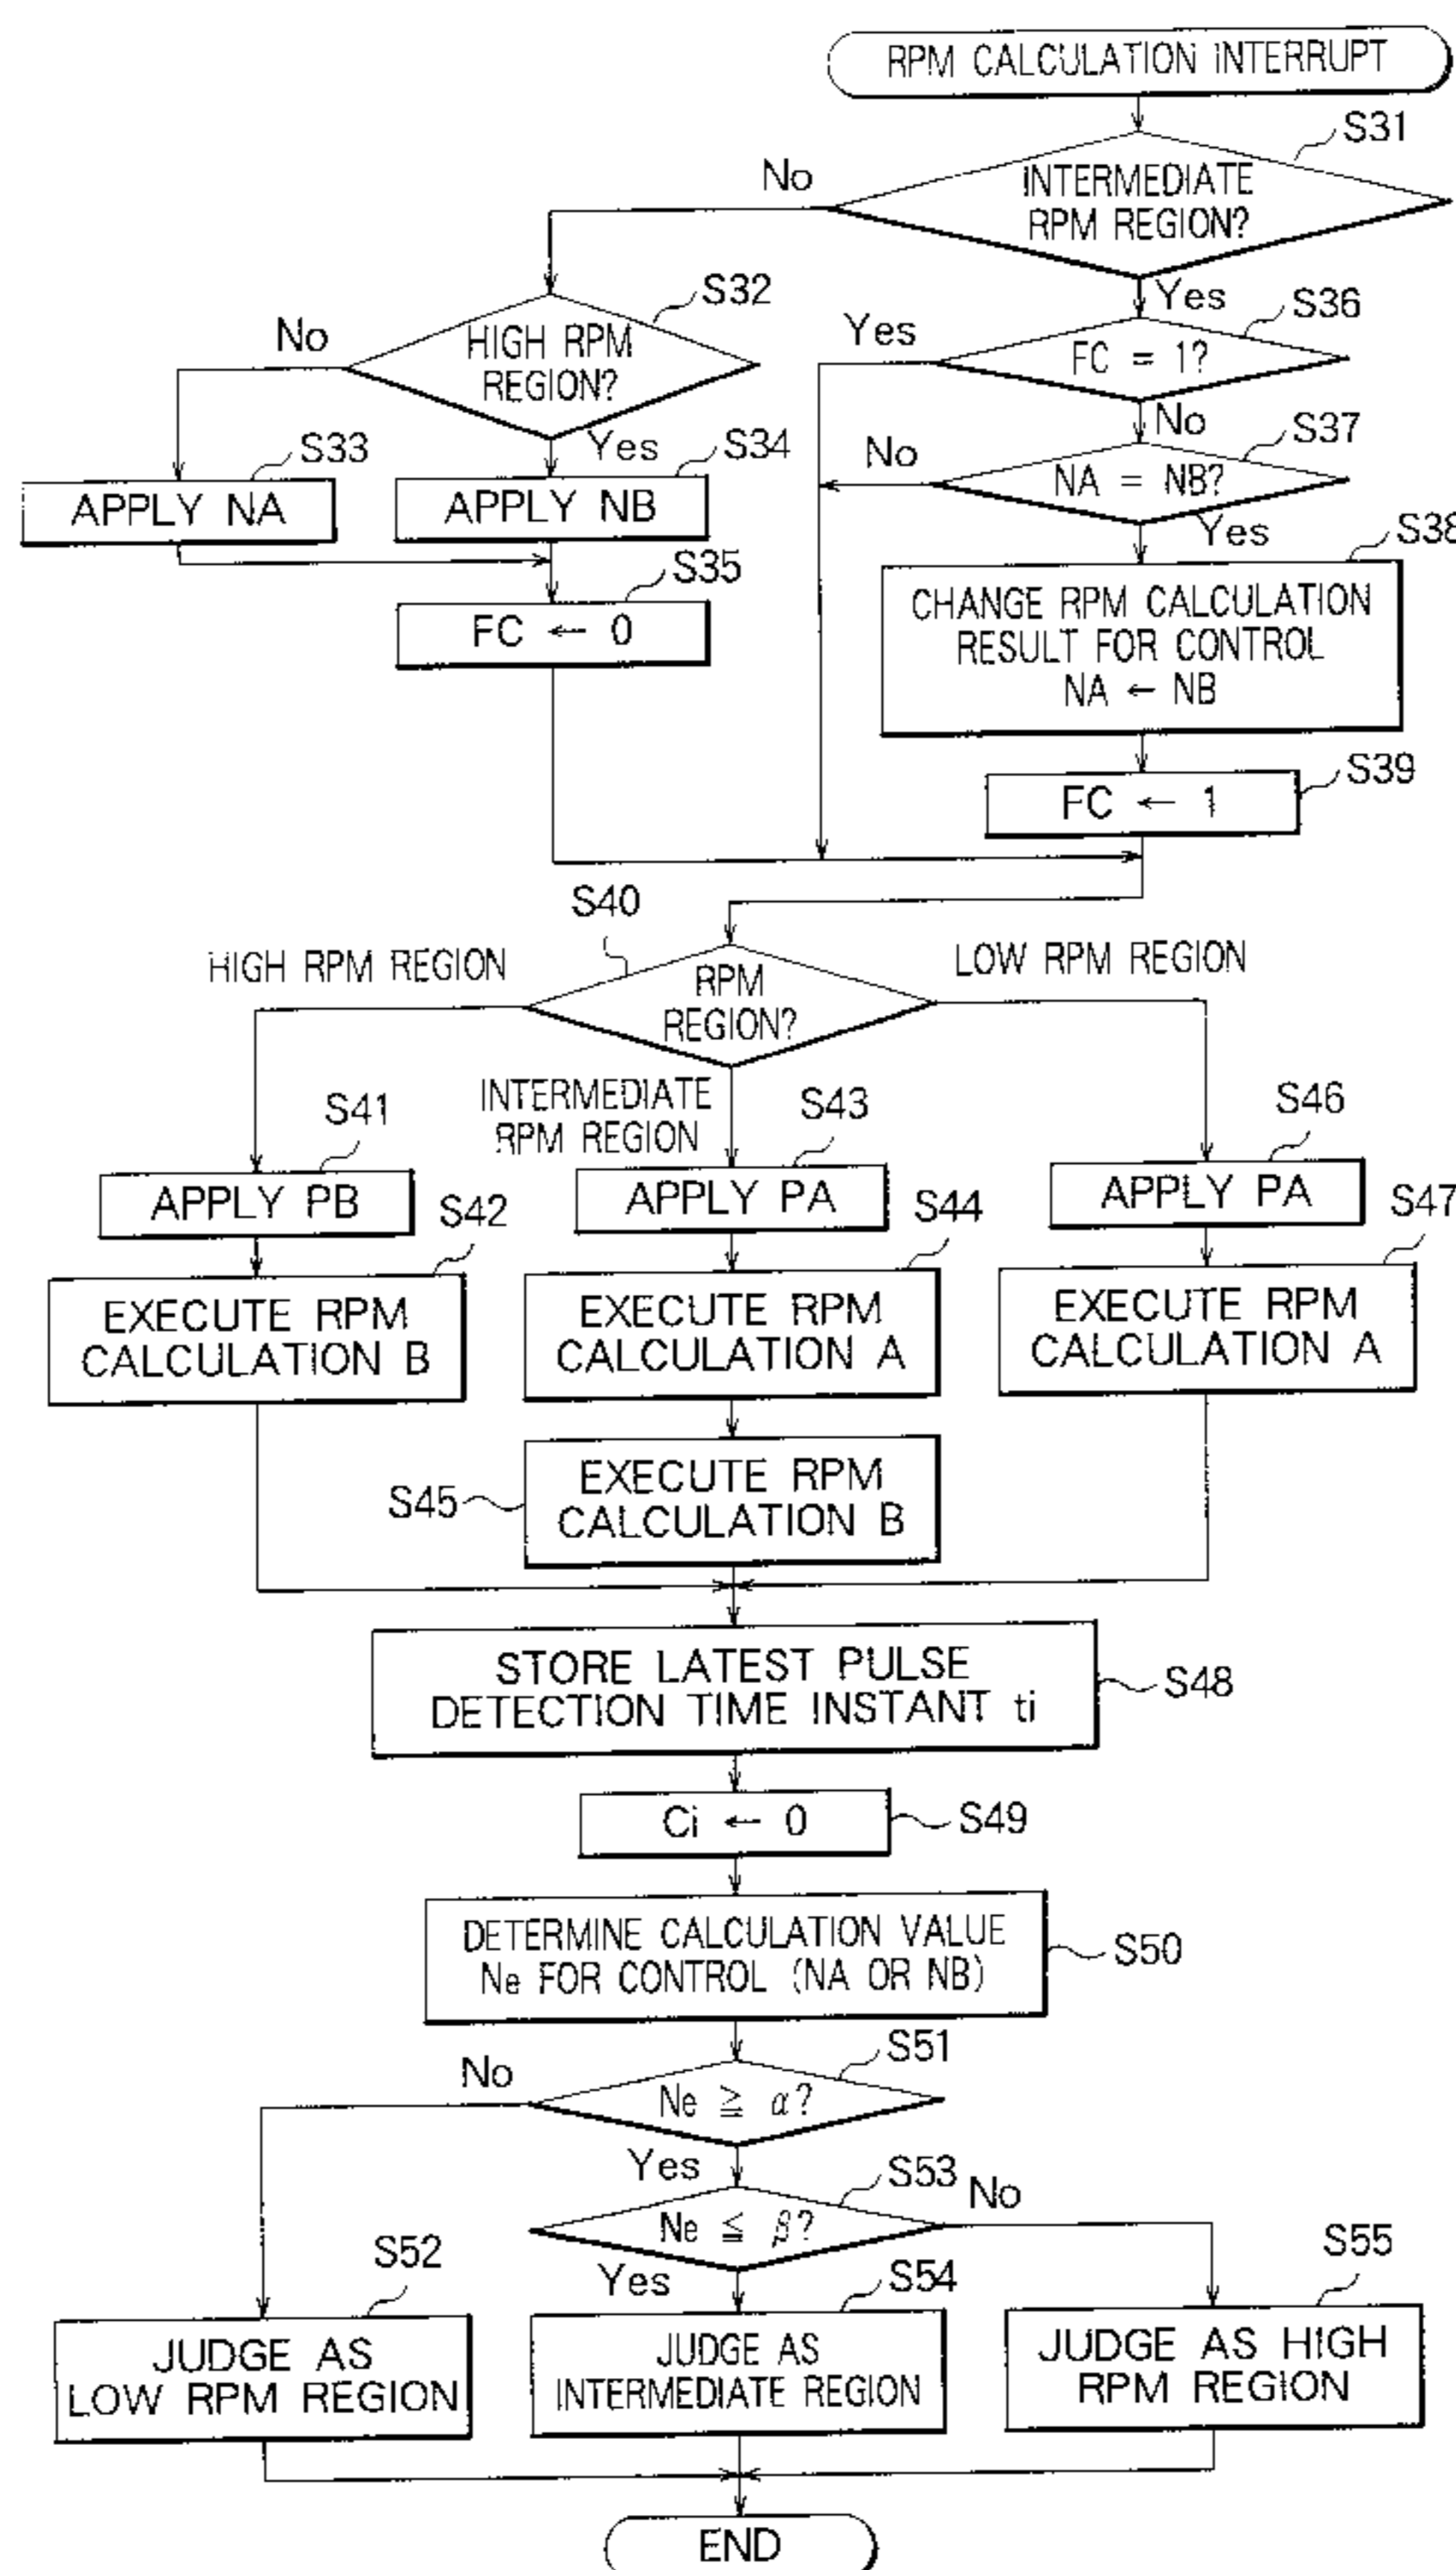 RPM CALCULATION INTERRUPT
S31
INTERMEDIATE
RPM REGION?
No
Yes
S32
HIGH RPM
REGION?
No
Yes
S36
FC = 1?
Yes
No
S33
APPLY NA
S34
APPLY NB
S37
NA = NB?
No
Yes
S35
FC ← 0
S38
CHANGE RPM CALCULATION
RESULT FOR CONTROL
NA ← NB
S39
FC ← 1
S40
RPM
REGION?
HIGH RPM REGION
LOW RPM REGION
INTERMEDIATE
RPM REGION
S41
APPLY PB
S43
APPLY PA
S46
APPLY PA
S42
EXECUTE RPM
CALCULATION B
S44
EXECUTE RPM
CALCULATION A
S47
EXECUTE RPM
CALCULATION A
S45
EXECUTE RPM
CALCULATION B
STORE LATEST PULSE
DETECTION TIME INSTANT ti
S48
Ci ← 0
S49
DETERMINE CALCULATION VALUE
Ne FOR CONTROL (NA OR NB)
S50
S51
Ne ≧ α?
No
Yes
S53
Ne ≦ β?
No
Yes
S52
JUDGE AS
LOW RPM REGION
S54
JUDGE AS
INTERMEDIATE REGION
S55
JUDGE AS HIGH
RPM REGION
END